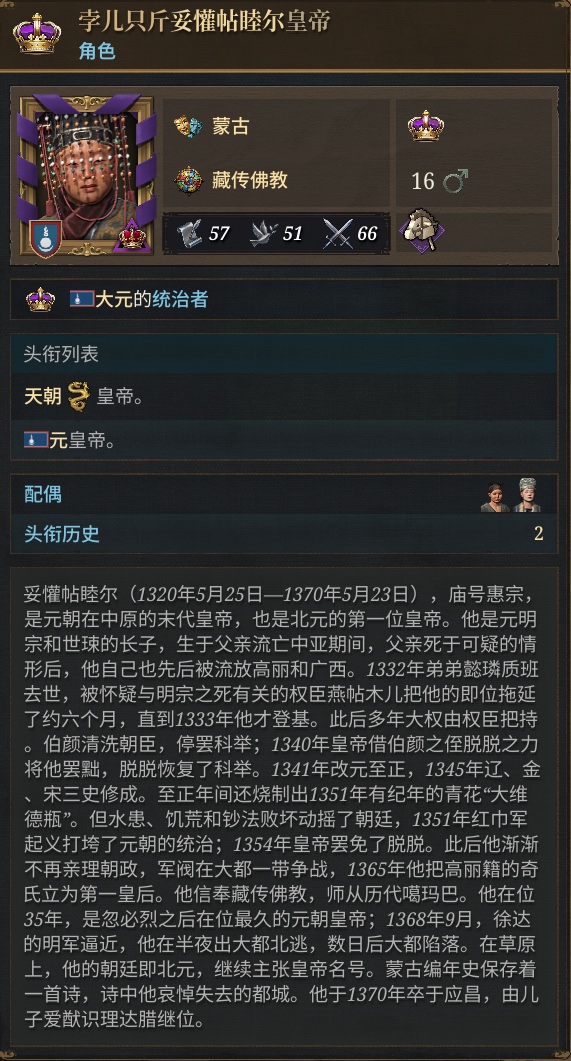 孛儿只斤妥懽帖睦尔皇帝
角色
蒙古
藏传佛教
16
57 51 66
大元的统治者
头衔列表
天朝 皇帝。
元皇帝。
配偶
头衔历史 2
妥懽帖睦尔（1320年5月25日—1370年5月23日），庙号惠宗，
是元朝在中原的末代皇帝，也是北元的第一位皇帝。他是元明
宗和世㻋的长子，生于父亲流亡中亚期间，父亲死于可疑的情
形后，他自己也先后被流放高丽和广西。1332年弟弟懿璘质班
去世，被怀疑与明宗之死有关的权臣燕帖木儿把他的即位拖延
了约六个月，直到1333年他才登基。此后多年大权由权臣把持
。伯颜清洗朝臣，停罢科举；1340年皇帝借伯颜之侄脱脱之力
将他罢黜，脱脱恢复了科举。1341年改元至正，1345年辽、金
、宋三史修成。至正年间还烧制出1351年有纪年的青花“大维
德瓶”。但水患、饥荒和钞法败坏动摇了朝廷，1351年红巾军
起义打垮了元朝的统治；1354年皇帝罢免了脱脱。此后他渐渐
不再亲理朝政，军阀在大都一带争战，1365年他把高丽籍的奇
氏立为第一皇后。他信奉藏传佛教，师从历代噶玛巴。他在位
35年，是忽必烈之后在位最久的元朝皇帝；1368年9月，徐达
的明军逼近，他在半夜出大都北逃，数日后大都陷落。在草原
上，他的朝廷即北元，继续主张皇帝名号。蒙古编年史保存着
一首诗，诗中他哀悼失去的都城。他于1370年卒于应昌，由儿
子爱猷识理达腊继位。